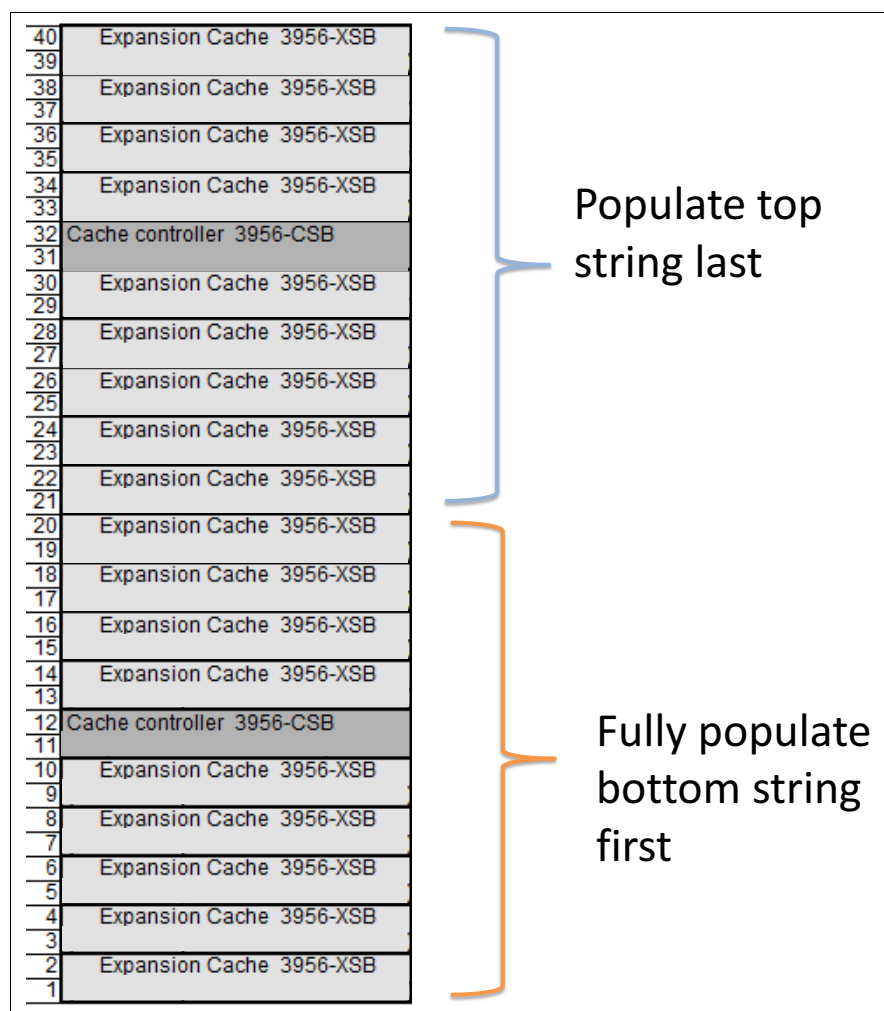 40 Expansion Cache 3956-XSB
39
38 Expansion Cache 3956-XSB
37
36 Expansion Cache 3956-XSB
35
34 Expansion Cache 3956-XSB
33
32 Cache controller 3956-CSB
31
30 Expansion Cache 3956-XSB
29
28 Expansion Cache 3956-XSB
27
26 Expansion Cache 3956-XSB
25
24 Expansion Cache 3956-XSB
23
22 Expansion Cache 3956-XSB
21
Populate top
string last
20 Expansion Cache 3956-XSB
19
18 Expansion Cache 3956-XSB
17
16 Expansion Cache 3956-XSB
15
14 Expansion Cache 3956-XSB
13
12 Cache controller 3956-CSB
11
10 Expansion Cache 3956-XSB
9
8 Expansion Cache 3956-XSB
7
6 Expansion Cache 3956-XSB
5
4 Expansion Cache 3956-XSB
3
2 Expansion Cache 3956-XSB
1
Fully populate
bottom string
first